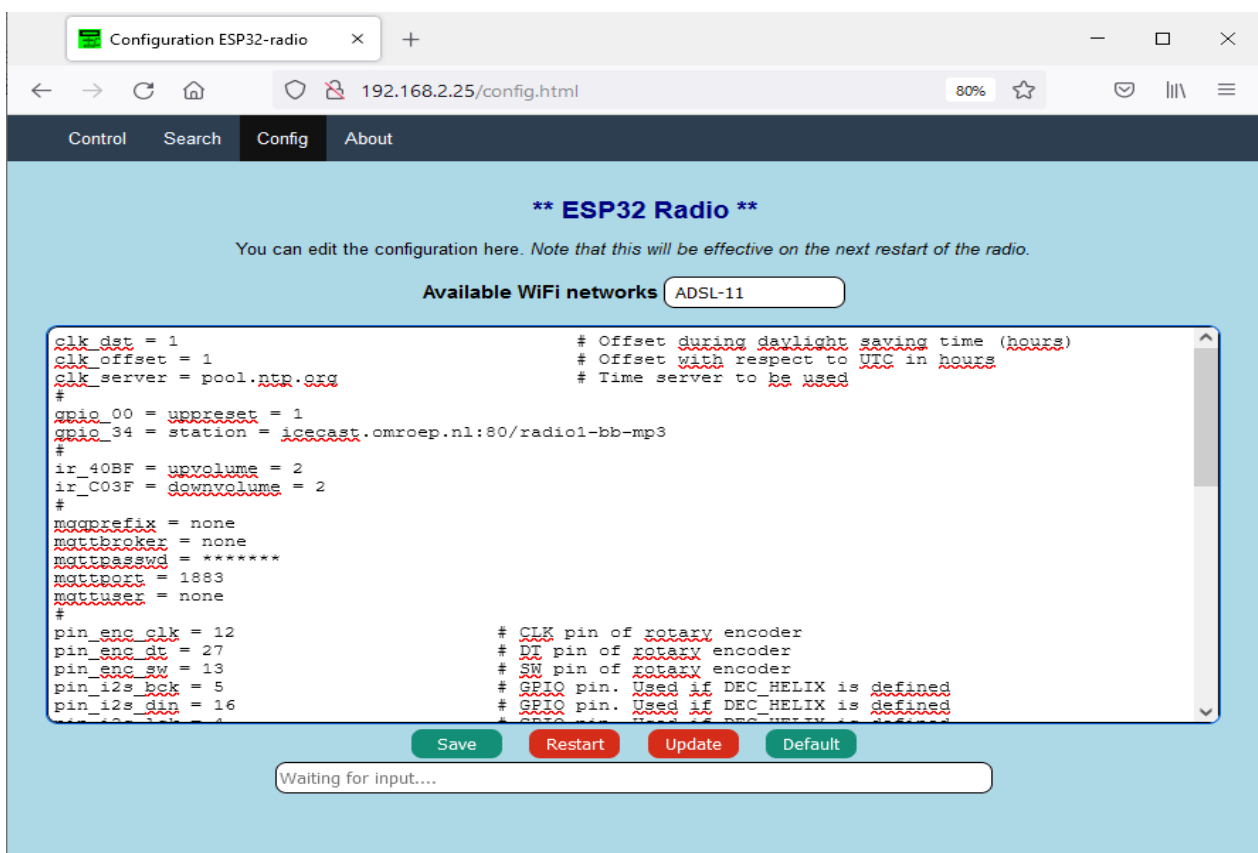 Configuration ESP32-radio
192.168.2.25/config.html 80%
Control Search Config About
** ESP32 Radio **
You can edit the configuration here. Note that this will be effective on the next restart of the radio.
Available WiFi networks ADSL-11
clk_dst = 1 # Offset during daylight saving time (hours)
clk_offset = 1 # Offset with respect to UTC in hours
clk_server = pool.ntp.org # Time server to be used
#
gpio_00 = uppreset = 1
gpio_34 = station = icecast.omroep.nl:80/radio1-bb-mp3
#
ir_40BF = upvolume = 2
ir_C03F = downvolume = 2
#
mqqprefix = none
mqttbroker = none
mqttpasswd = *******
mqttport = 1883
mqttuser = none
#
pin_enc_clk = 12 # CLK pin of rotary encoder
pin_enc_dt = 27 # DT pin of rotary encoder
pin_enc_sw = 13 # SW pin of rotary encoder
pin_i2s_bck = 5 # GPIO pin. Used if DEC_HELIX is defined
pin_i2s_din = 16 # GPIO pin. Used if DEC_HELIX is defined
# GPIO pin. Used if DEC_HELIX is defined
Save Restart Update Default
Waiting for input....